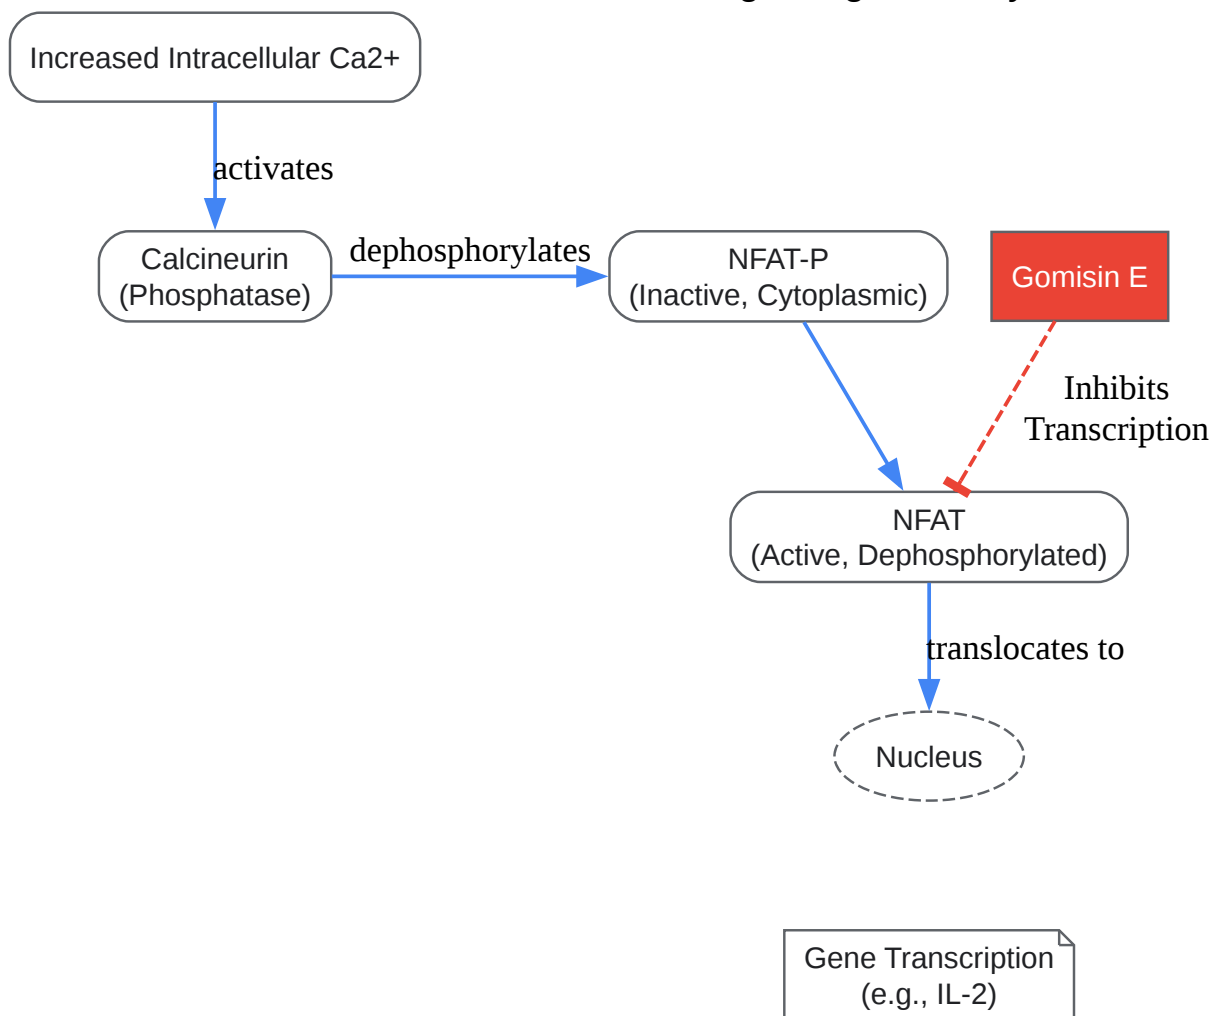 Increased Intracellular Ca2+
activates
Calcineurin
(Phosphatase)
dephosphorylates
NFAT-P
(Inactive, Cytoplasmic)
Gomisin E
Inhibits
Transcription
NFAT
(Active, Dephosphorylated)
translocates to
Nucleus
Gene Transcription
(e.g., IL-2)